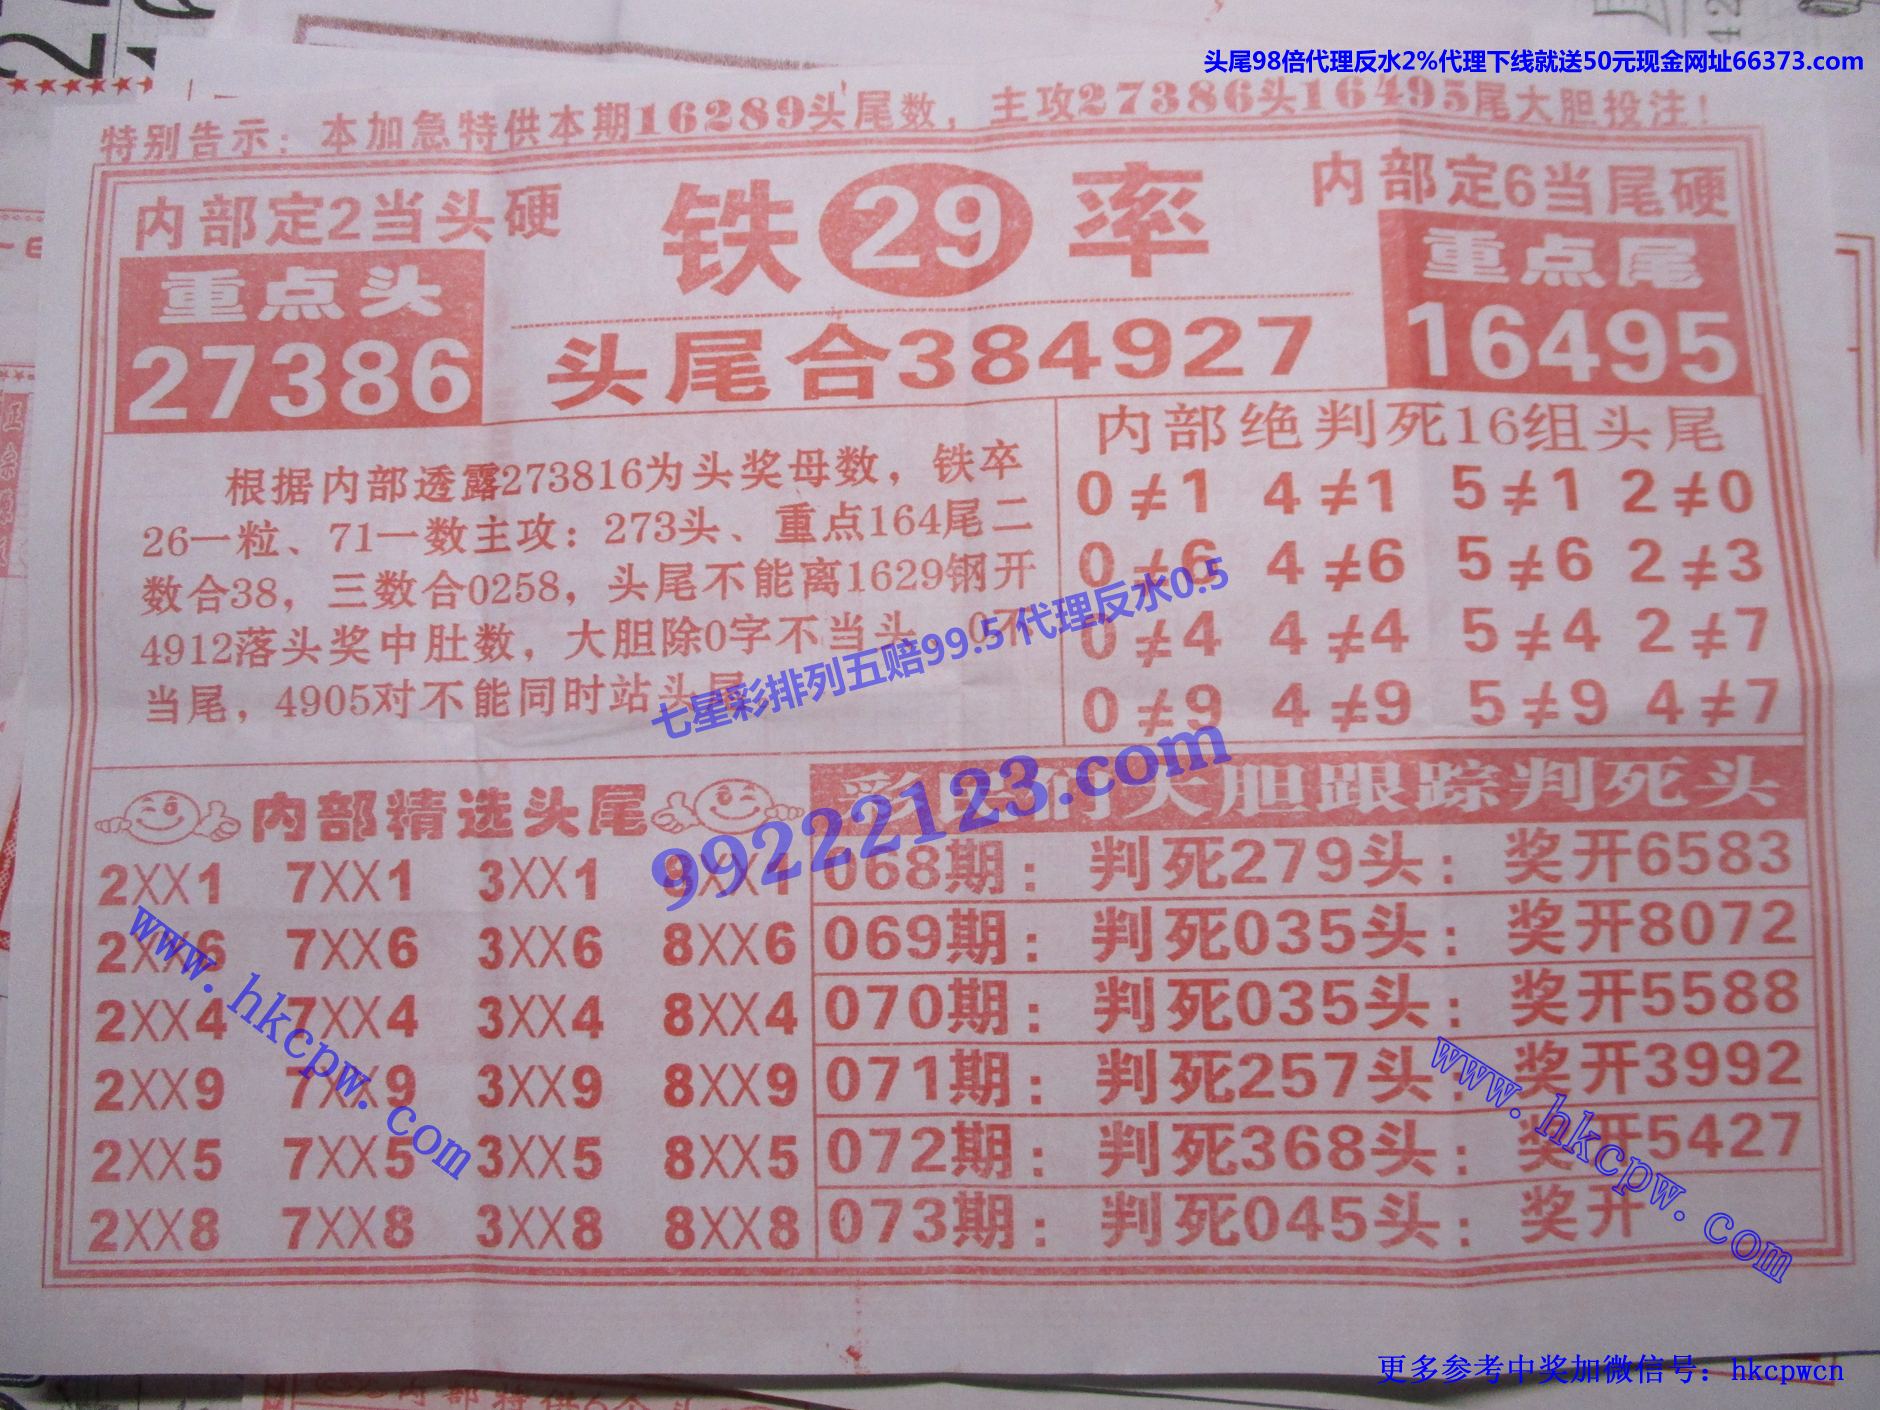 头尾98倍代理反水2%代理下线就送50元现金网址66373.com
特别告示：本加急特供本期16289头尾数，主攻27386头16495尾大胆投注！
内部定2当头硬
铁29率
内部定6当尾硬
重点头
27386
头尾合384927
重点尾
16495
根据内部透露273816为头奖母数，铁卒
26一粒、71一数主攻：273头、重点164尾二
数合38，三数合0258，头尾不能离1629钢开
4912落头奖中肚数，大胆除0字不当头，07不
当尾，4905对不能同时站头尾
内部绝判死16组头尾
0≠1 4≠1 5≠1 2≠0
0≠6 4≠6 5≠6 2≠3
0≠4 4≠4 5≠4 2≠7
0≠9 4≠9 5≠9 4≠7
七星彩排列五赔99.5代理反水0.5
99222123.com
内部精选头尾
2XX1 7XX1 3XX1 8XX1
2XX6 7XX6 3XX6 8XX6
2XX4 7XX4 3XX4 8XX4
2XX9 7XX9 3XX9 8XX9
2XX5 7XX5 3XX5 8XX5
2XX8 7XX8 3XX8 8XX8
彩 大胆跟踪判死头
068期：判死279头：奖开6583
069期：判死035头：奖开8072
070期：判死035头：奖开5588
071期：判死257头：奖开3992
072期：判死368头：奖开5427
073期：判死045头：奖开
www.hkcpw.com
www.hkcpw.com
更多参考中奖加微信号：hkcpwcn